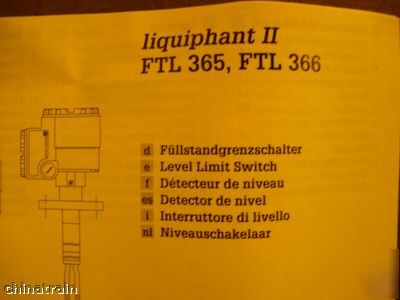 liquiphant II
FTL 365, FTL 366
d Füllstandgrenzschalter
e Level Limit Switch
f Détecteur de niveau
es Detector de nivel
i Interruttore di livello
nl Niveauschakelaar
chinatrain